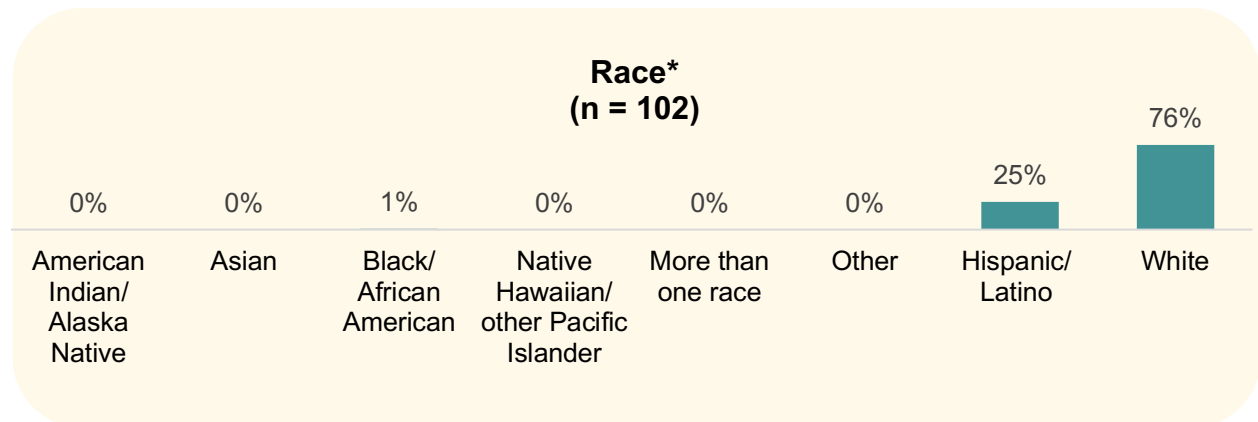 Race*
(n = 102)
0%
0%
1%
0%
0%
0%
25%
76%
American
Indian/
Alaska
Native
Asian
Black/
African
American
Native
Hawaiian/
other Pacific
Islander
More than
one race
Other
Hispanic/
Latino
White